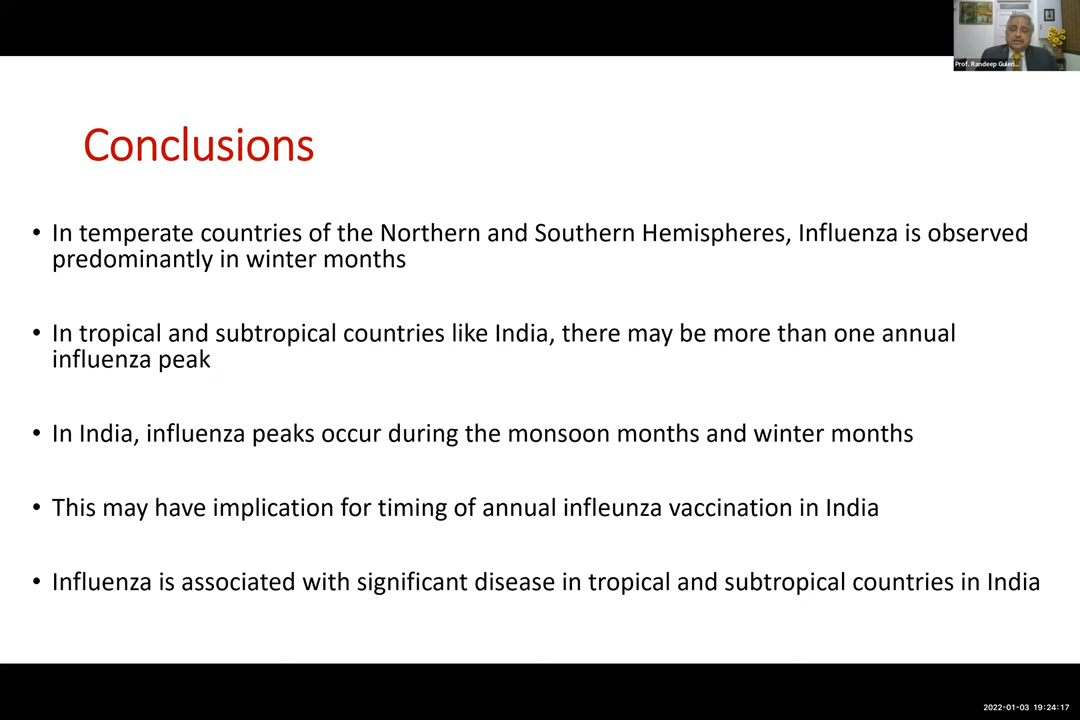 Prof. Randeep Guleri...
Conclusions
• In temperate countries of the Northern and Southern Hemispheres, Influenza is observed
predominantly in winter months
• In tropical and subtropical countries like India, there may be more than one annual
influenza peak
• In India, influenza peaks occur during the monsoon months and winter months
• This may have implication for timing of annual infleunza vaccination in India
• Influenza is associated with significant disease in tropical and subtropical countries in India
2022-01-03 19:24:17